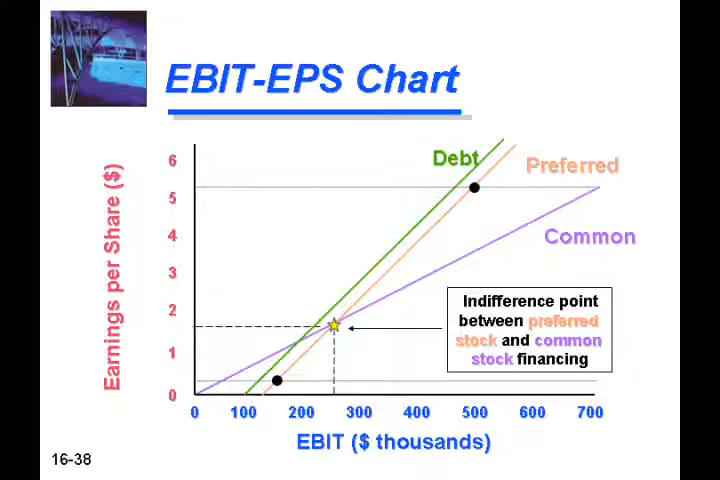 EBIT-EPS Chart
Earnings per Share ($)
6
5
4
3
2
1
0
Debt
Preferred
Common
Indifference point
between preferred
stock and common
stock financing
0 100 200 300 400 500 600 700
EBIT ($ thousands)
16-38